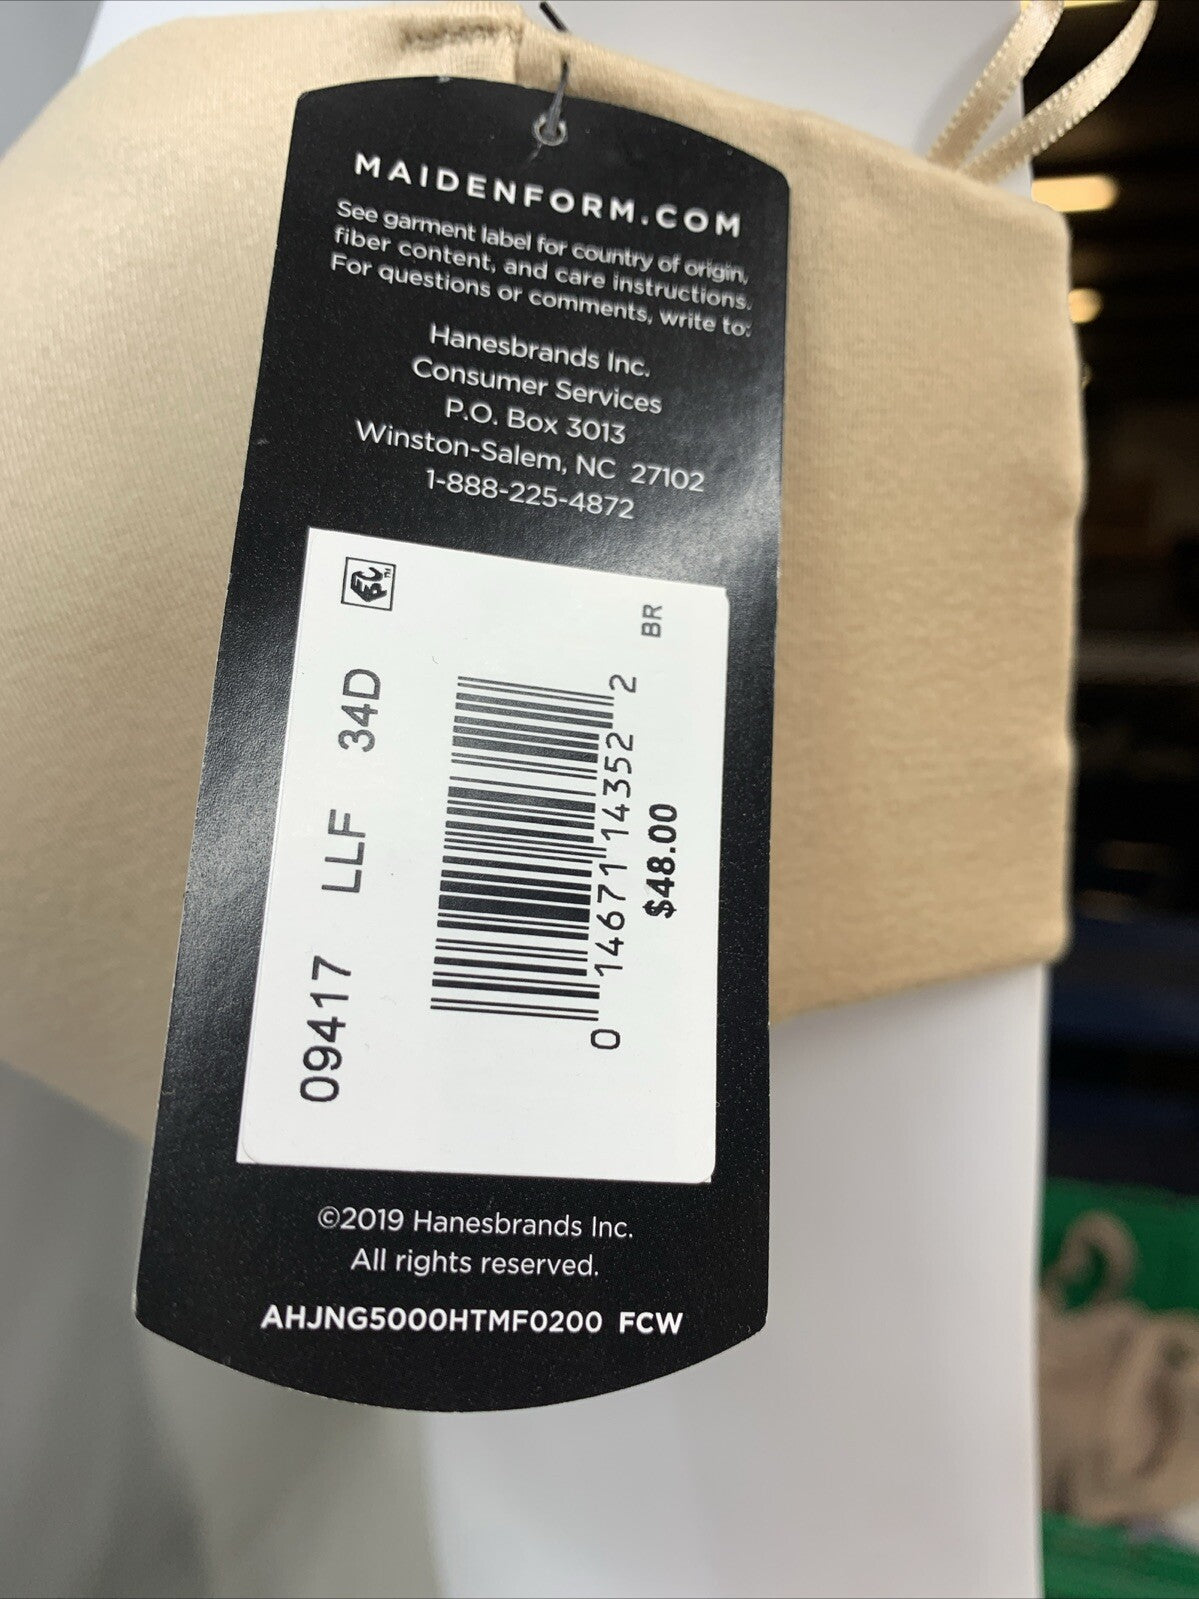 MAIDENFORM.COM
See garment label for country of origin,
fiber content, and care instructions.
For questions or comments, write to:
Hanesbrands Inc.
Consumer Services
P.O. Box 3013
Winston-Salem, NC 27102
1-888-225-4872
09417 LLF 34D
0 14671 14352 2
BR
$48.00
©2019 Hanesbrands Inc.
All rights reserved.
AHJNG5000HTMF0200 FCW